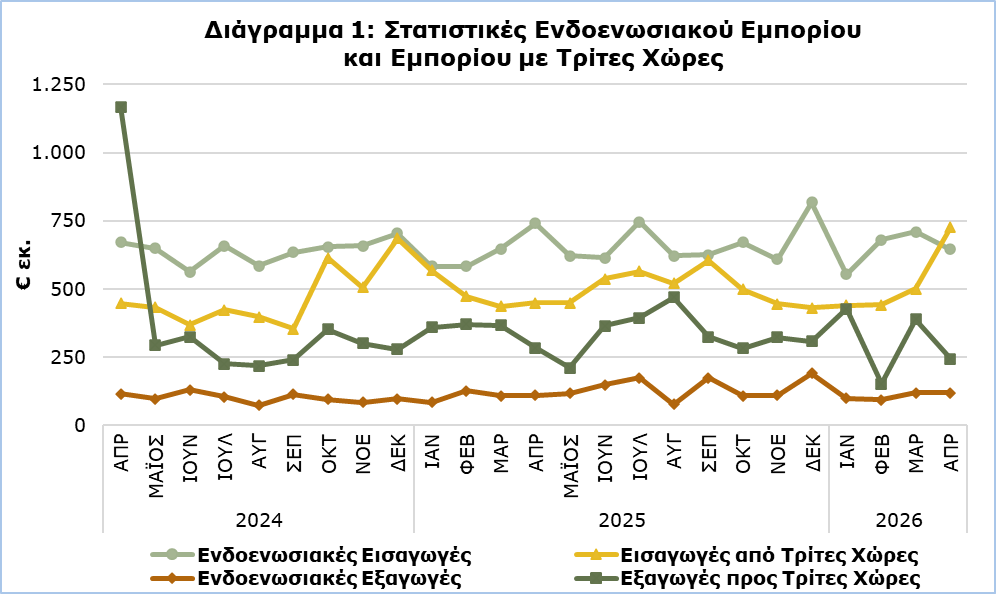 Διάγραμμα 1: Στατιστικές Ενδοενωσιακού Εμπορίου
και Εμπορίου με Τρίτες Χώρες
€ εκ.
1.250
1.000
750
500
250
0
ΑΠΡ ΜΑΪΟΣ ΙΟΥΝ ΙΟΥΛ ΑΥΓ ΣΕΠ ΟΚΤ ΝΟΕ ΔΕΚ ΙΑΝ ΦΕΒ ΜΑΡ ΑΠΡ ΜΑΪΟΣ ΙΟΥΝ ΙΟΥΛ ΑΥΓ ΣΕΠ ΟΚΤ ΝΟΕ ΔΕΚ ΙΑΝ ΦΕΒ ΜΑΡ ΑΠΡ
2024 2025 2026
Ενδοενωσιακές Εισαγωγές Εισαγωγές από Τρίτες Χώρες
Ενδοενωσιακές Εξαγωγές Εξαγωγές προς Τρίτες Χώρες